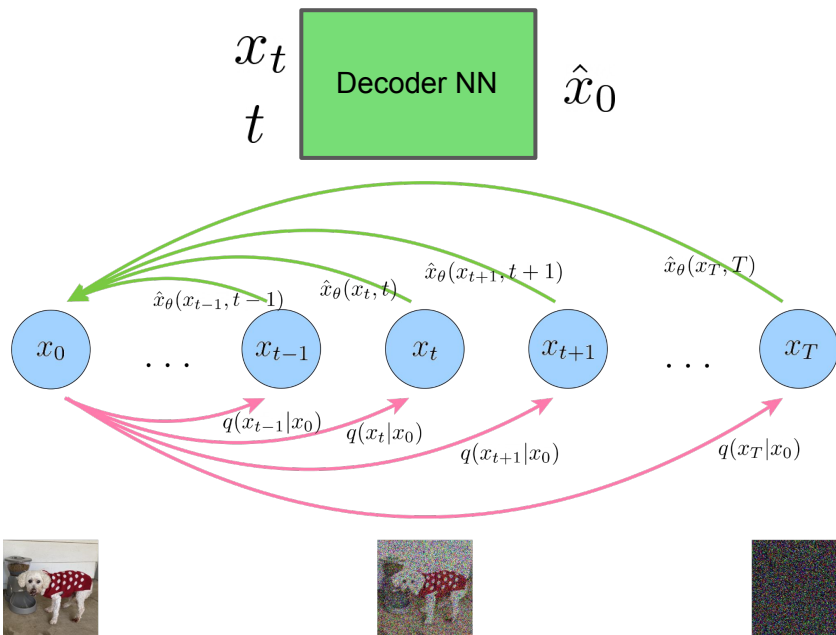 x_t
Decoder NN
x̂_0
t
x̂_θ(x_{t−1}, t − 1)
x̂_θ(x_t, t)
x̂_θ(x_{t+1}, t + 1)
x̂_θ(x_T, T)
x_0
. . .
x_{t−1}
x_t
x_{t+1}
. . .
x_T
q(x_{t−1}|x_0)
q(x_t|x_0)
q(x_{t+1}|x_0)
q(x_T|x_0)